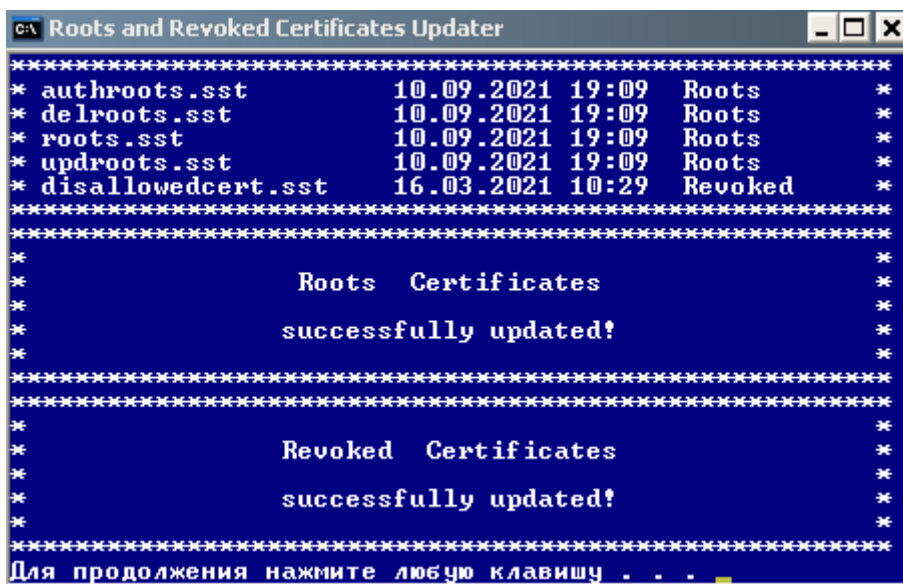 Roots and Revoked Certificates Updater
*******************************************************
* authroots.sst         10.09.2021  19:09  Roots       *
* delroots.sst          10.09.2021  19:09  Roots       *
* roots.sst             10.09.2021  19:09  Roots       *
* updroots.sst          10.09.2021  19:09  Roots       *
* disallowedcert.sst    16.03.2021  10:29  Revoked     *
*******************************************************
*******************************************************
*                                                     *
*                 Roots  Certificates                 *
*                                                     *
*                successfully updated!                *
*                                                     *
*******************************************************
*******************************************************
*                                                     *
*                Revoked  Certificates                *
*                                                     *
*                successfully updated!                *
*                                                     *
*******************************************************
Для продолжения нажмите любую клавишу . . .